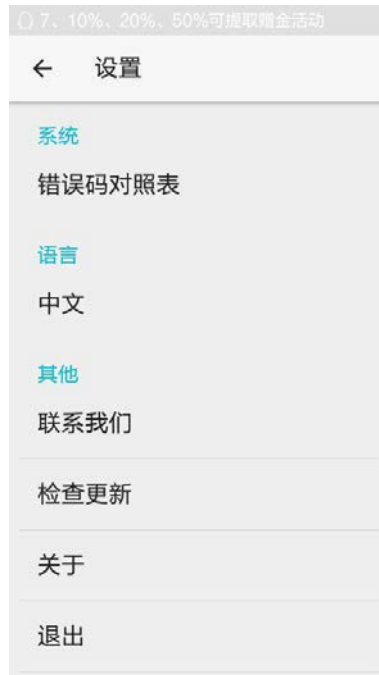 7、10%、20%、50%可提取赠金活动
← 设置
系统
错误码对照表
语言
中文
其他
联系我们
检查更新
关于
退出